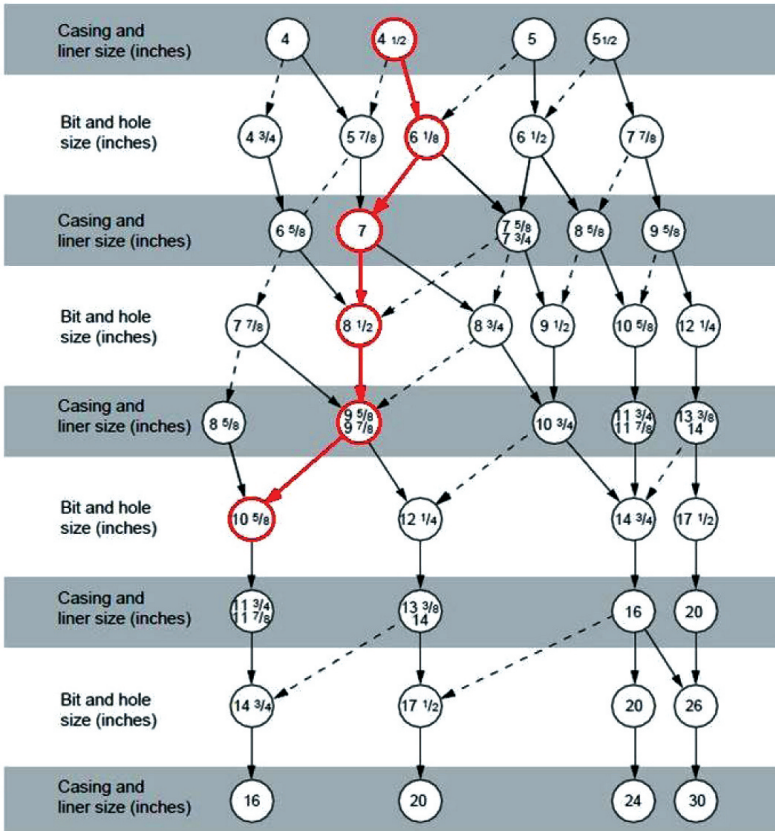 Casing and
liner size (inches)
4
4 1/2
5
5 1/2
Bit and hole
size (inches)
4 3/4
5 7/8
6 1/8
6 1/2
7 7/8
Casing and
liner size (inches)
6 5/8
7
7 5/8
7 3/4
8 5/8
9 5/8
Bit and hole
size (inches)
7 7/8
8 1/2
8 3/4
9 1/2
10 5/8
12 1/4
Casing and
liner size (inches)
8 5/8
9 5/8
9 7/8
10 3/4
11 3/4
11 7/8
13 3/8
14
Bit and hole
size (inches)
10 5/8
12 1/4
14 3/4
17 1/2
Casing and
liner size (inches)
11 3/4
11 7/8
13 3/8
14
16
20
Bit and hole
size (inches)
14 3/4
17 1/2
20
26
Casing and
liner size (inches)
16
20
24
30